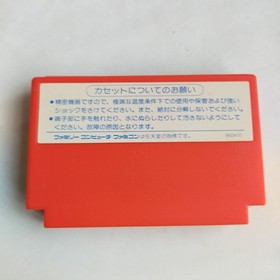 カセットについてのお願い
●精密機器ですので、極端な温度条件下での使用や保管および強い
ショックをさけてください。また、絶対に分解しないでください。
●端子部に手を触れたり、水にぬらしたりして汚さないようにして
ください。故障の原因となります。
ファミリーコンピュータ ファミコンは任天堂の商標です。